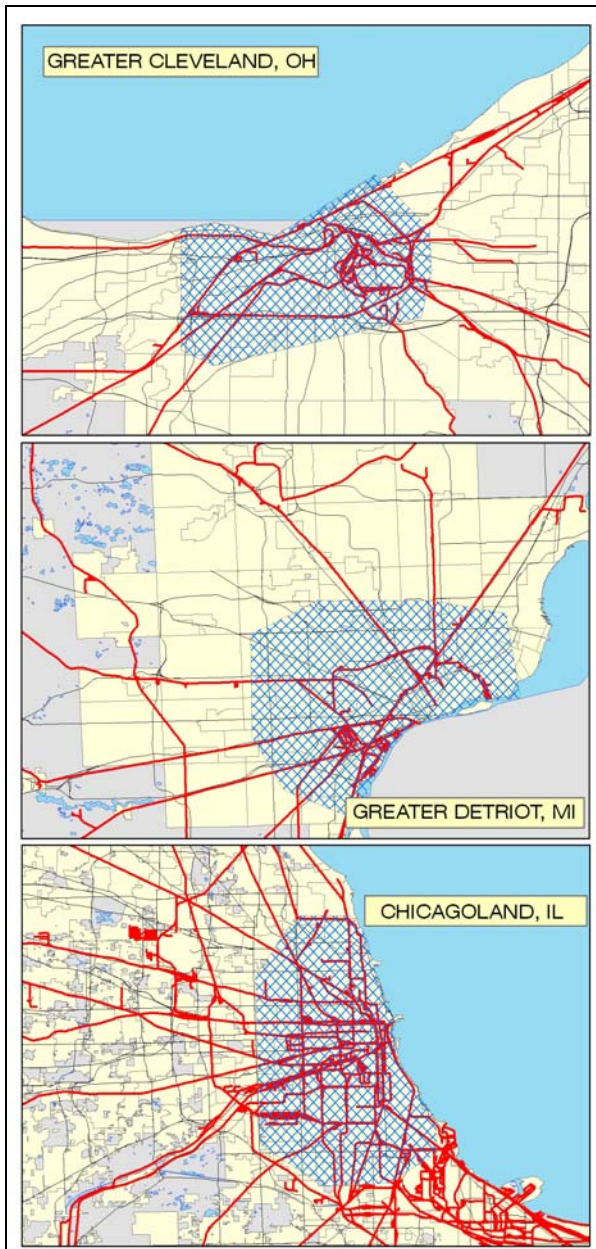 GREATER CLEVELAND, OH
GREATER DETRIOT, MI
CHICAGOLAND, IL